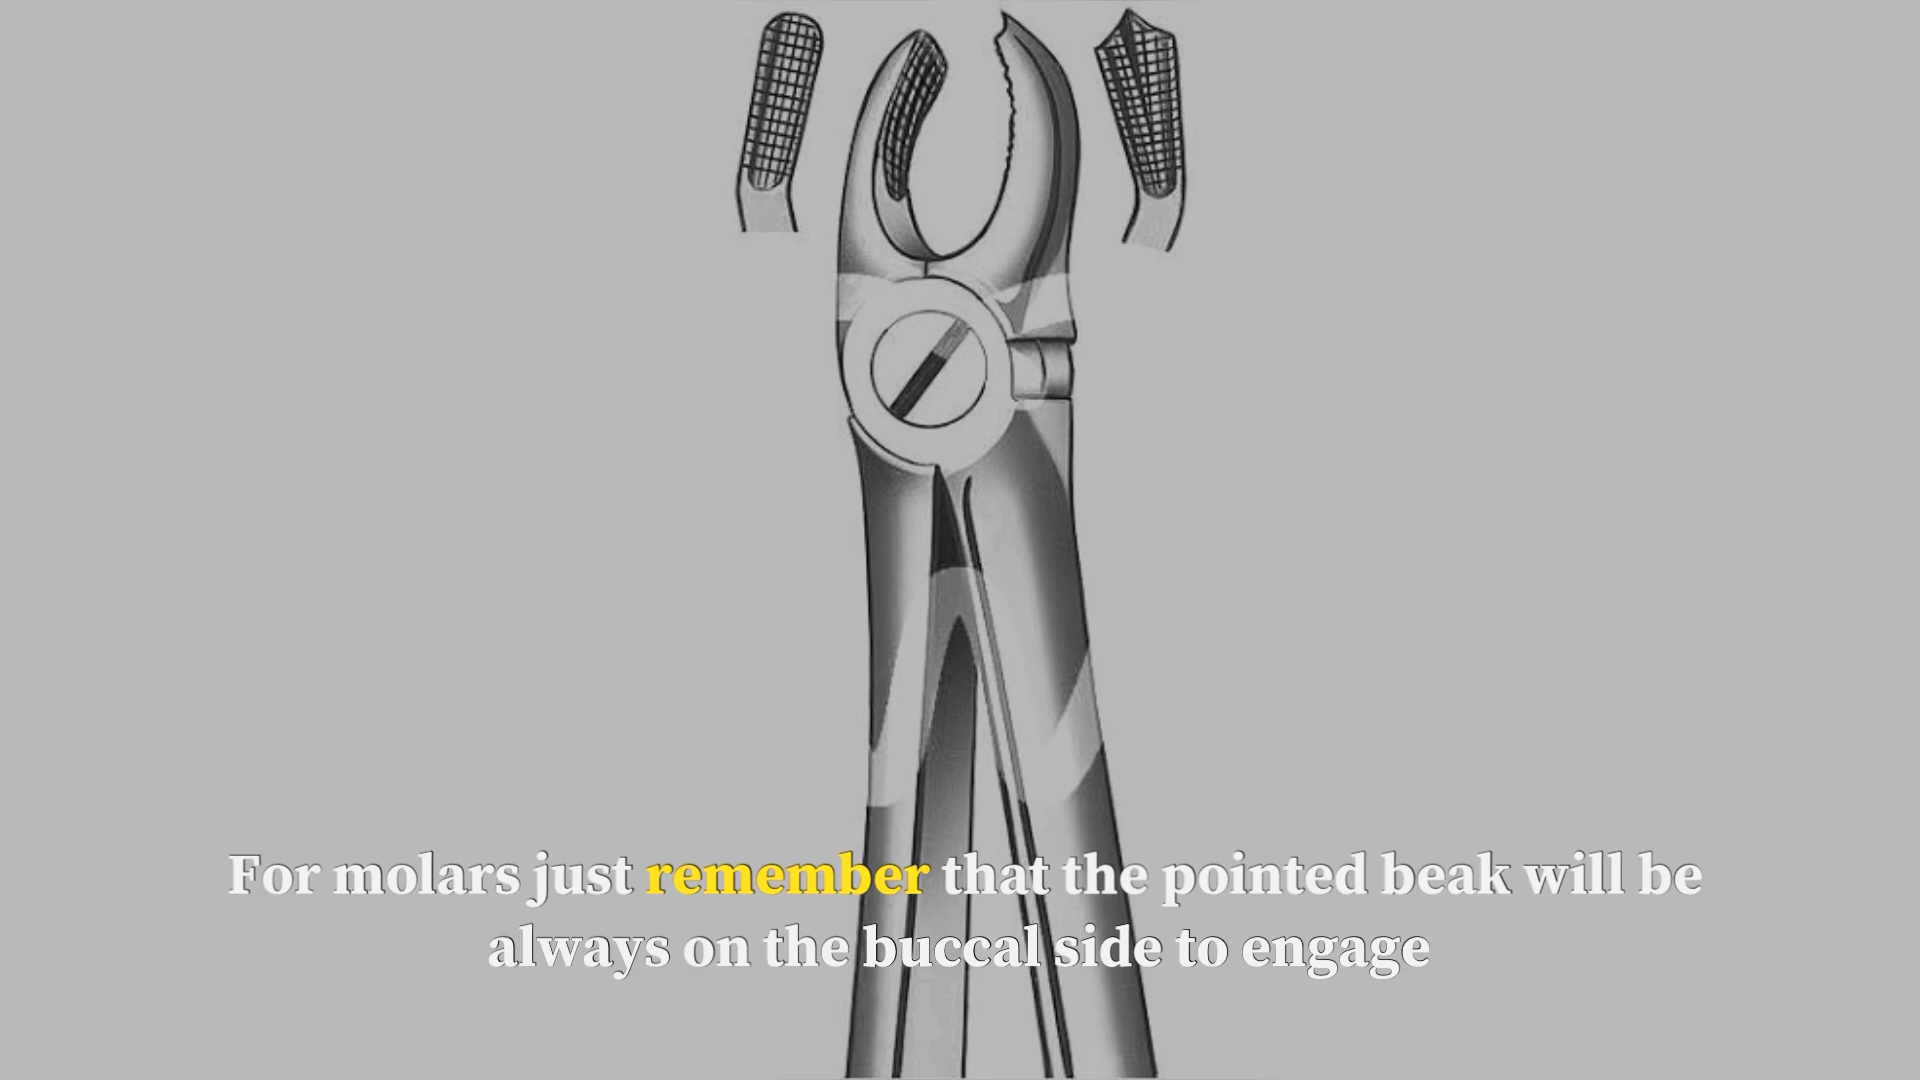 For molars just remember that the pointed beak will be
always on the buccal side to engage